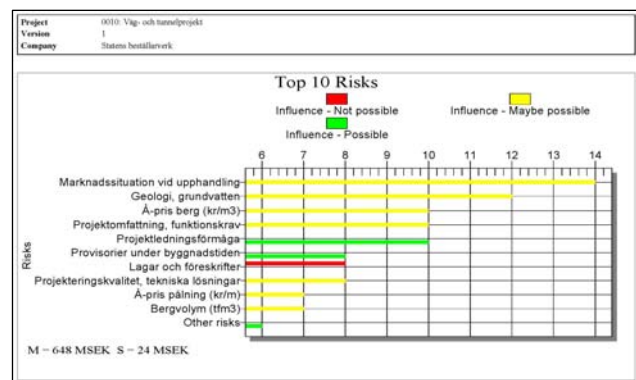 Project 0010: Väg- och tunnelprojekt
Version 1
Company Statens beställarverk
Top 10 Risks
Influence - Not possible
Influence - Maybe possible
Influence - Possible
6 7 8 9 10 11 12 13 14
Risks
Marknadssituation vid upphandling
Geologi, grundvatten
Å-pris berg (kr/m3)
Projektomfattning, funktionskrav
Projektledningsförmåga
Provisorier under byggnadstiden
Lagar och föreskrifter
Projekteringskvalitet, tekniska lösningar
Å-pris pålning (kr/m)
Bergvolym (tfm3)
Other risks
M = 648 MSEK S = 24 MSEK